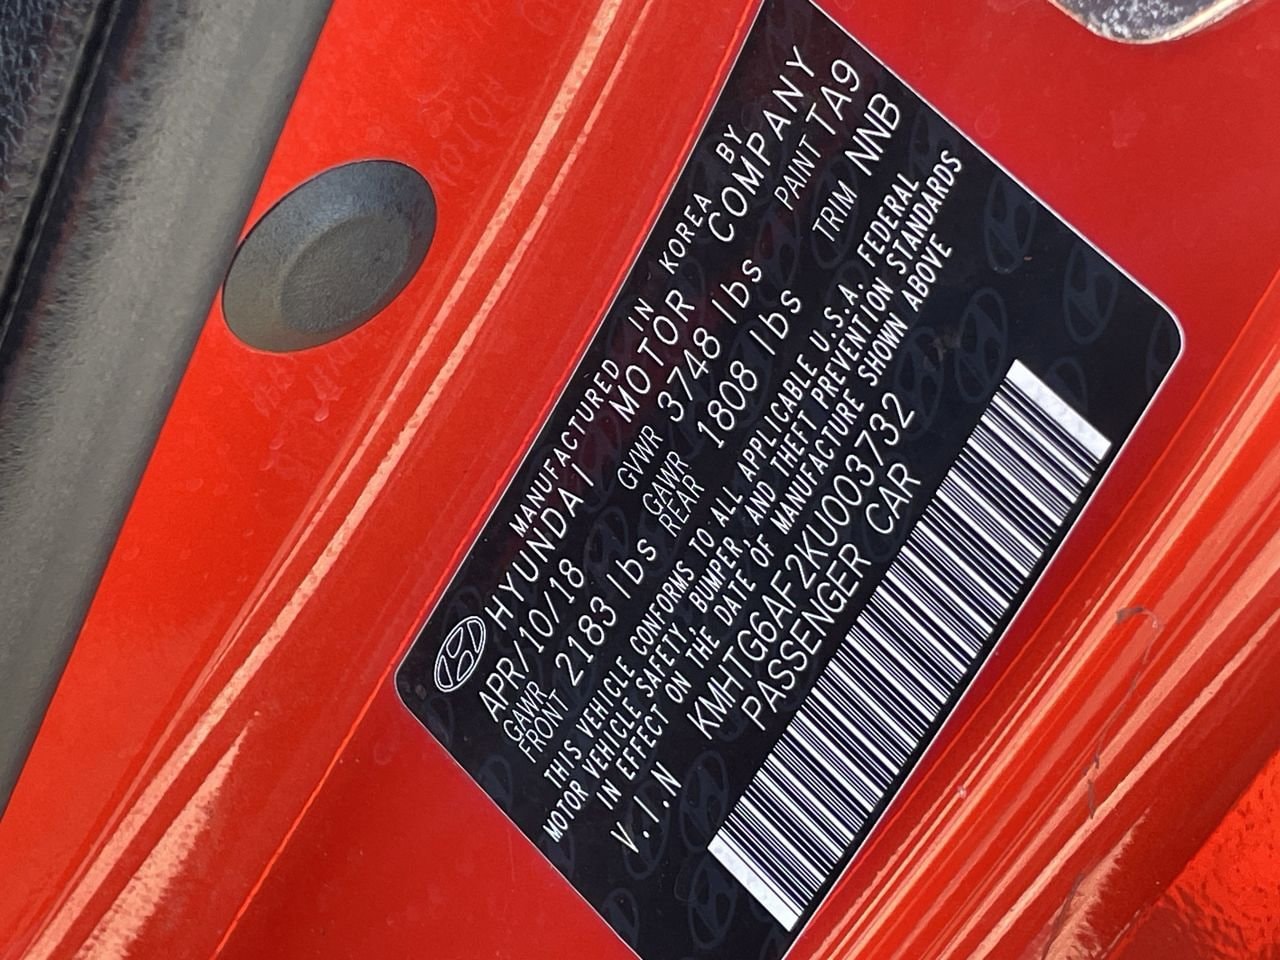 MANUFACTURED IN KOREA BY
HYUNDAI MOTOR COMPANY
APR/10/18 GVWR 3748 lbs PAINT TA9
GAWR FRONT 2183 lbs GAWR REAR 1808 lbs TRIM NNB
THIS VEHICLE CONFORMS TO ALL APPLICABLE U.S.A. FEDERAL
MOTOR VEHICLE SAFETY, BUMPER, AND THEFT PREVENTION STANDARDS
IN EFFECT ON THE DATE OF MANUFACTURE SHOWN ABOVE
V.I.N KMHTG6AF2KU003732
PASSENGER CAR